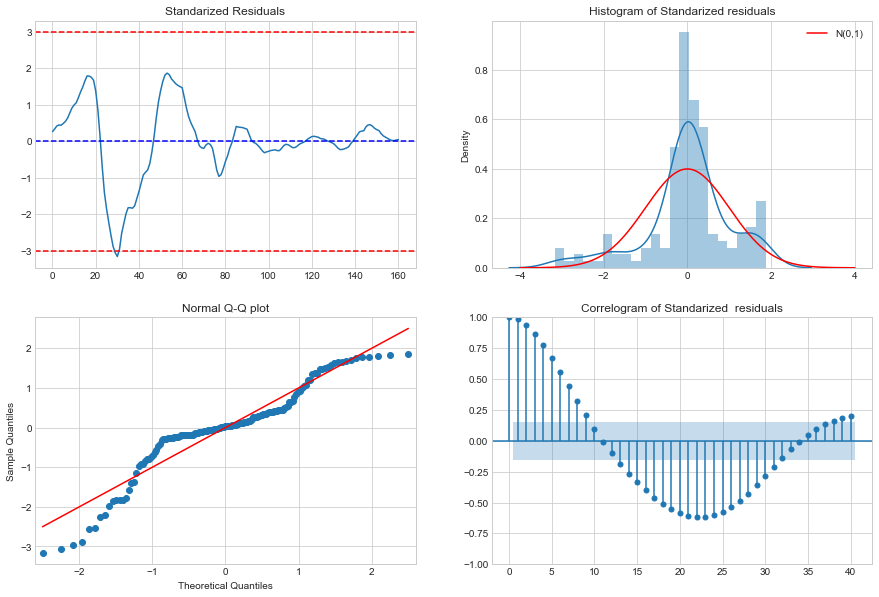 Standarized Residuals
3
2
1
0
−1
−2
−3
0 20 40 60 80 100 120 140 160
Histogram of Standarized residuals
N(0,1)
Density
0.8
0.6
0.4
0.2
0.0
−4 −2 0 2 4
Normal Q-Q plot
Sample Quantiles
2
1
0
−1
−2
−3
−2 −1 0 1 2
Theoretical Quantiles
Correlogram of Standarized  residuals
1.00
0.75
0.50
0.25
0.00
−0.25
−0.50
−0.75
−1.00
0 5 10 15 20 25 30 35 40